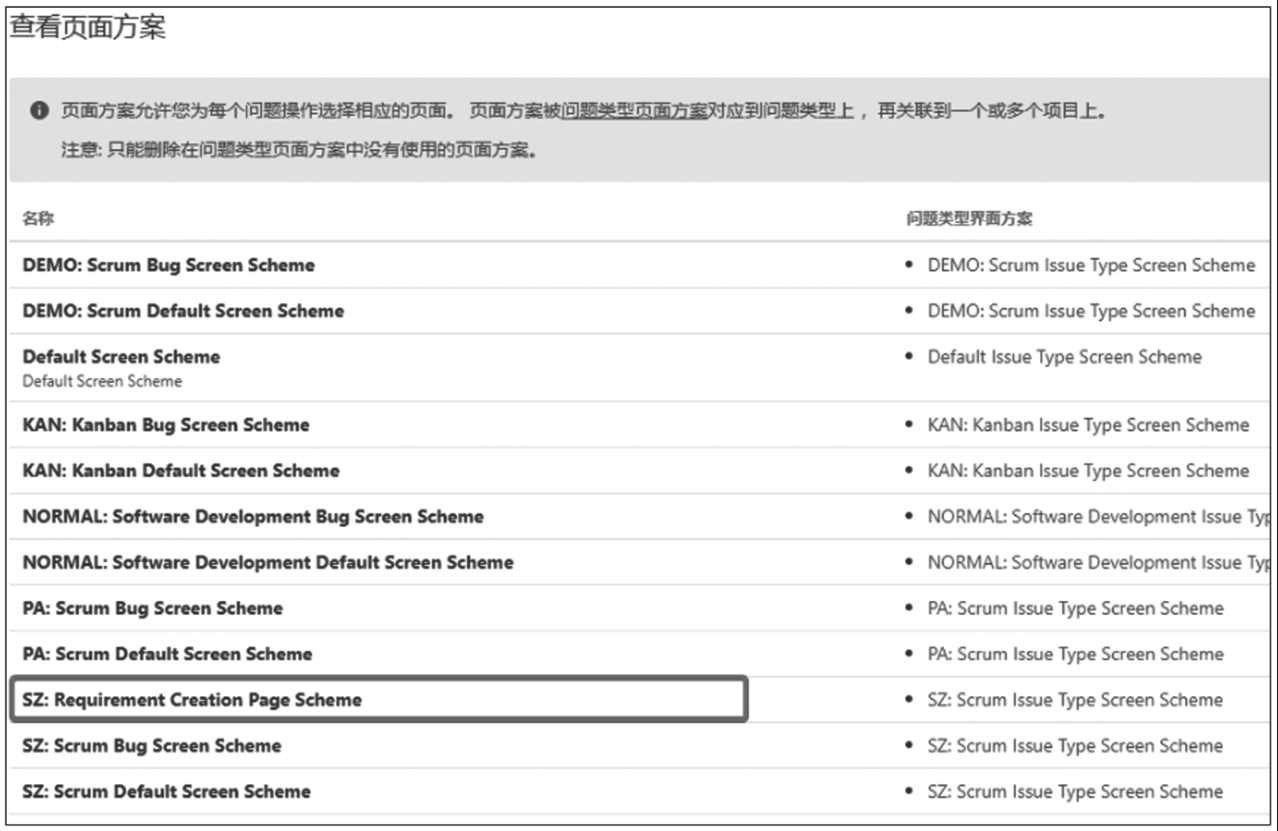 查看页面方案
页面方案允许您为每个问题操作选择相应的页面。 页面方案被问题类型页面方案对应到问题类型上，再关联到一个或多个项目上。
注意: 只能删除在问题类型页面方案中没有使用的页面方案。
名称 问题类型界面方案
DEMO: Scrum Bug Screen Scheme • DEMO: Scrum Issue Type Screen Scheme
DEMO: Scrum Default Screen Scheme • DEMO: Scrum Issue Type Screen Scheme
Default Screen Scheme • Default Issue Type Screen Scheme
Default Screen Scheme
KAN: Kanban Bug Screen Scheme • KAN: Kanban Issue Type Screen Scheme
KAN: Kanban Default Screen Scheme • KAN: Kanban Issue Type Screen Scheme
NORMAL: Software Development Bug Screen Scheme • NORMAL: Software Development Issue Typ
NORMAL: Software Development Default Screen Scheme • NORMAL: Software Development Issue Typ
PA: Scrum Bug Screen Scheme • PA: Scrum Issue Type Screen Scheme
PA: Scrum Default Screen Scheme • PA: Scrum Issue Type Screen Scheme
SZ: Requirement Creation Page Scheme • SZ: Scrum Issue Type Screen Scheme
SZ: Scrum Bug Screen Scheme • SZ: Scrum Issue Type Screen Scheme
SZ: Scrum Default Screen Scheme • SZ: Scrum Issue Type Screen Scheme